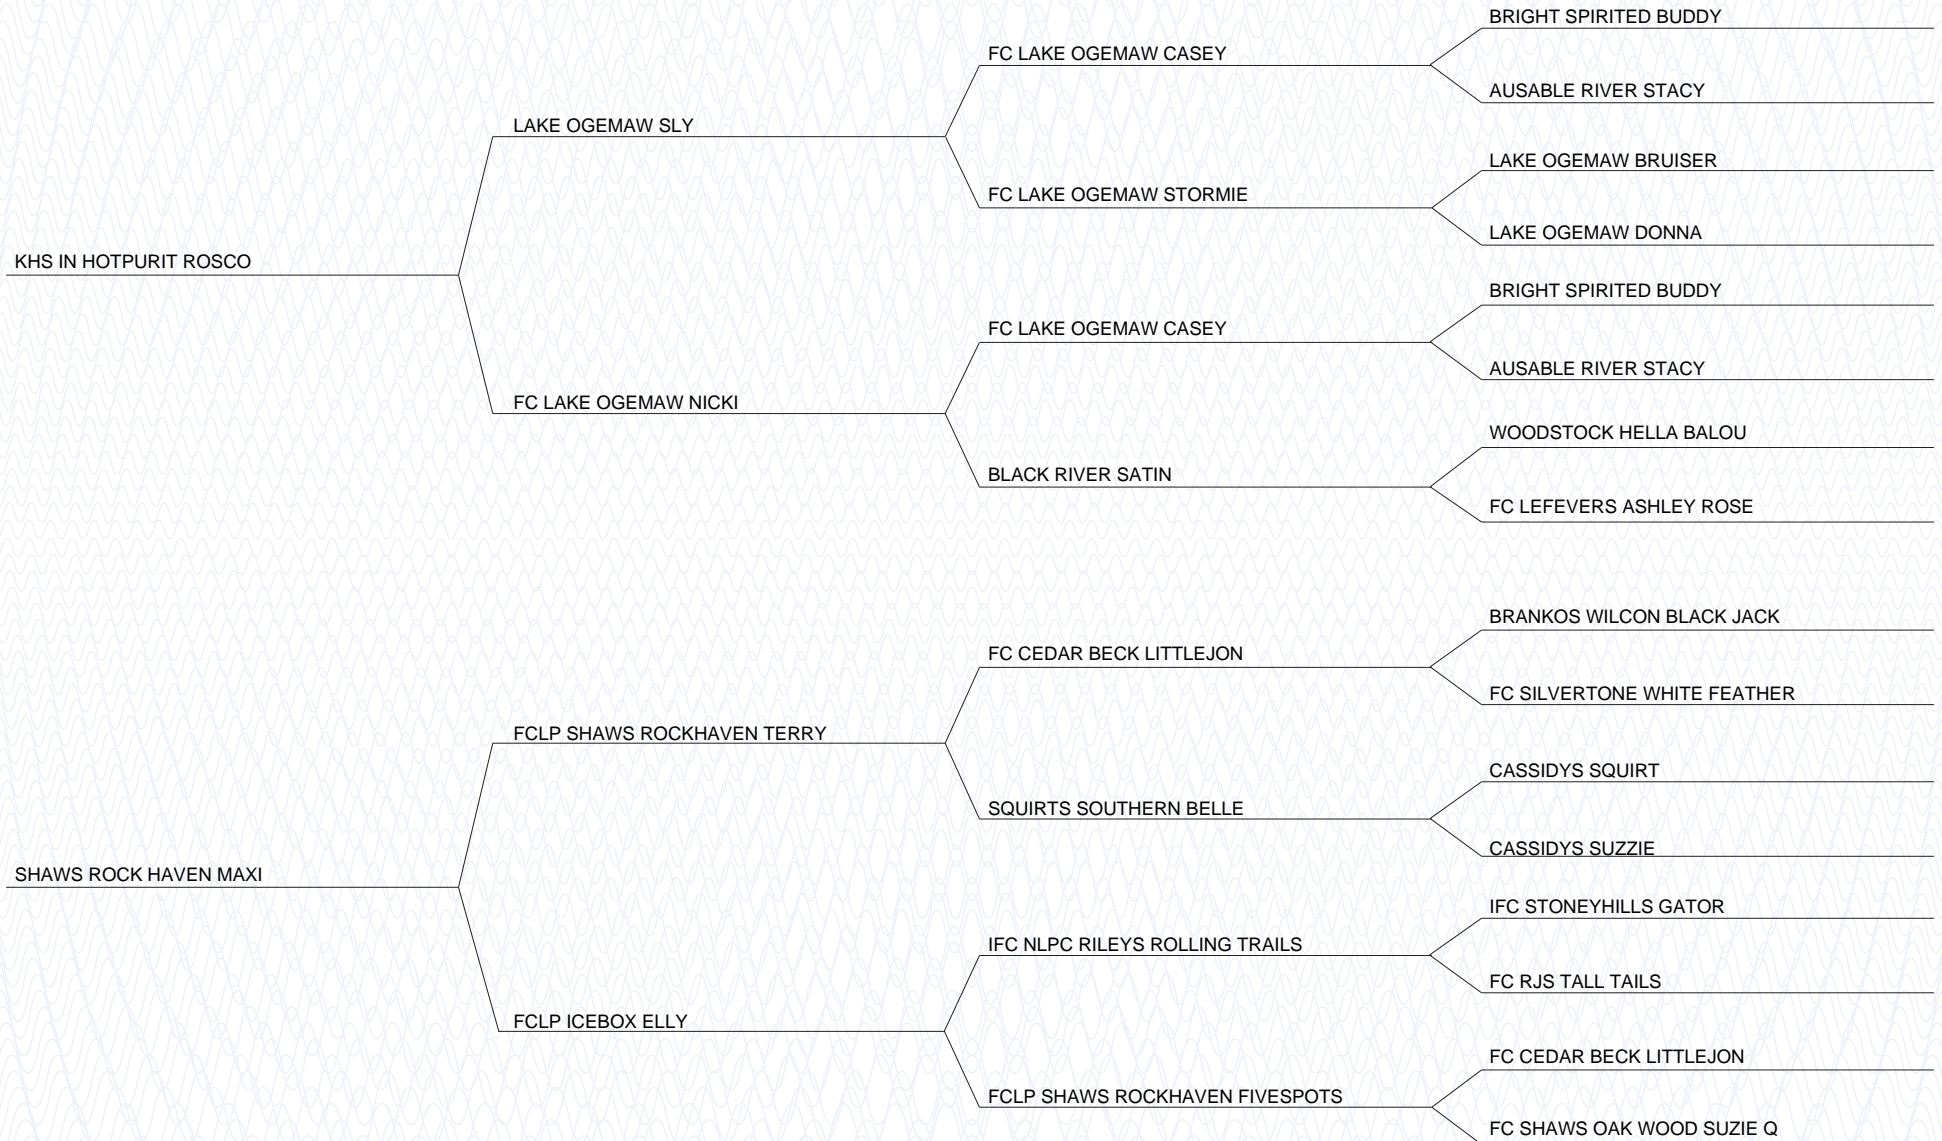 BRIGHT SPIRITED BUDDY
FC LAKE OGEMAW CASEY
AUSABLE RIVER STACY
LAKE OGEMAW SLY
LAKE OGEMAW BRUISER
FC LAKE OGEMAW STORMIE
LAKE OGEMAW DONNA
KHS IN HOTPURIT ROSCO
BRIGHT SPIRITED BUDDY
FC LAKE OGEMAW CASEY
AUSABLE RIVER STACY
FC LAKE OGEMAW NICKI
WOODSTOCK HELLA BALOU
BLACK RIVER SATIN
FC LEFEVERS ASHLEY ROSE
BRANKOS WILCON BLACK JACK
FC CEDAR BECK LITTLEJON
FC SILVERTONE WHITE FEATHER
FCLP SHAWS ROCKHAVEN TERRY
CASSIDYS SQUIRT
SQUIRTS SOUTHERN BELLE
CASSIDYS SUZZIE
SHAWS ROCK HAVEN MAXI
IFC STONEYHILLS GATOR
IFC NLPC RILEYS ROLLING TRAILS
FC RJS TALL TAILS
FCLP ICEBOX ELLY
FC CEDAR BECK LITTLEJON
FCLP SHAWS ROCKHAVEN FIVESPOTS
FC SHAWS OAK WOOD SUZIE Q